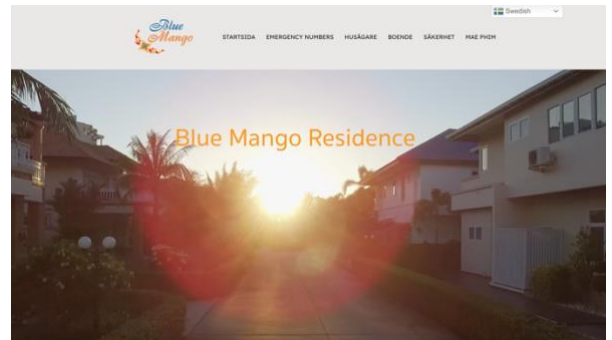 Swedish
Blue
Mango
STARTSIDA EMERGENCY NUMBERS HUSÄGARE BOENDE SÄKERHET MAE PHIM
Blue Mango Residence